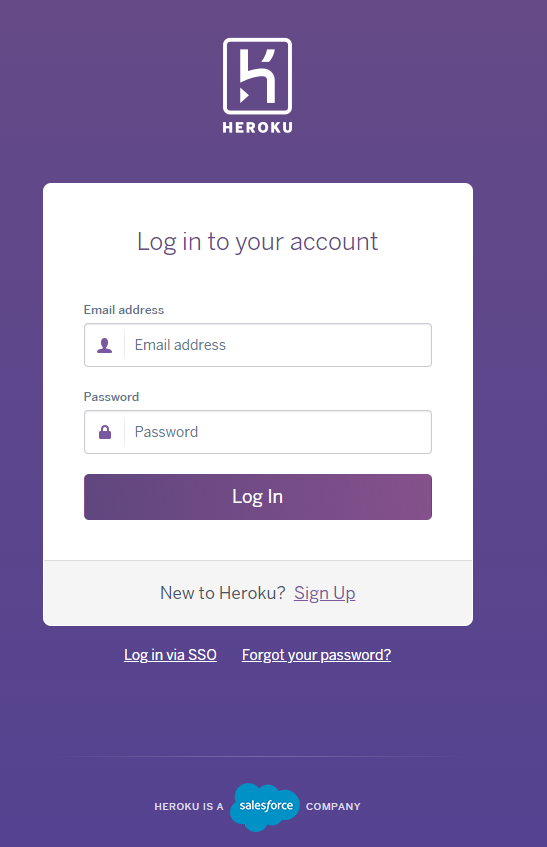 HEROKU
Log in to your account
Email address
Email address
Password
Password
Log In
New to Heroku? Sign Up
Log in via SSO Forgot your password?
HEROKU IS A salesforce COMPANY